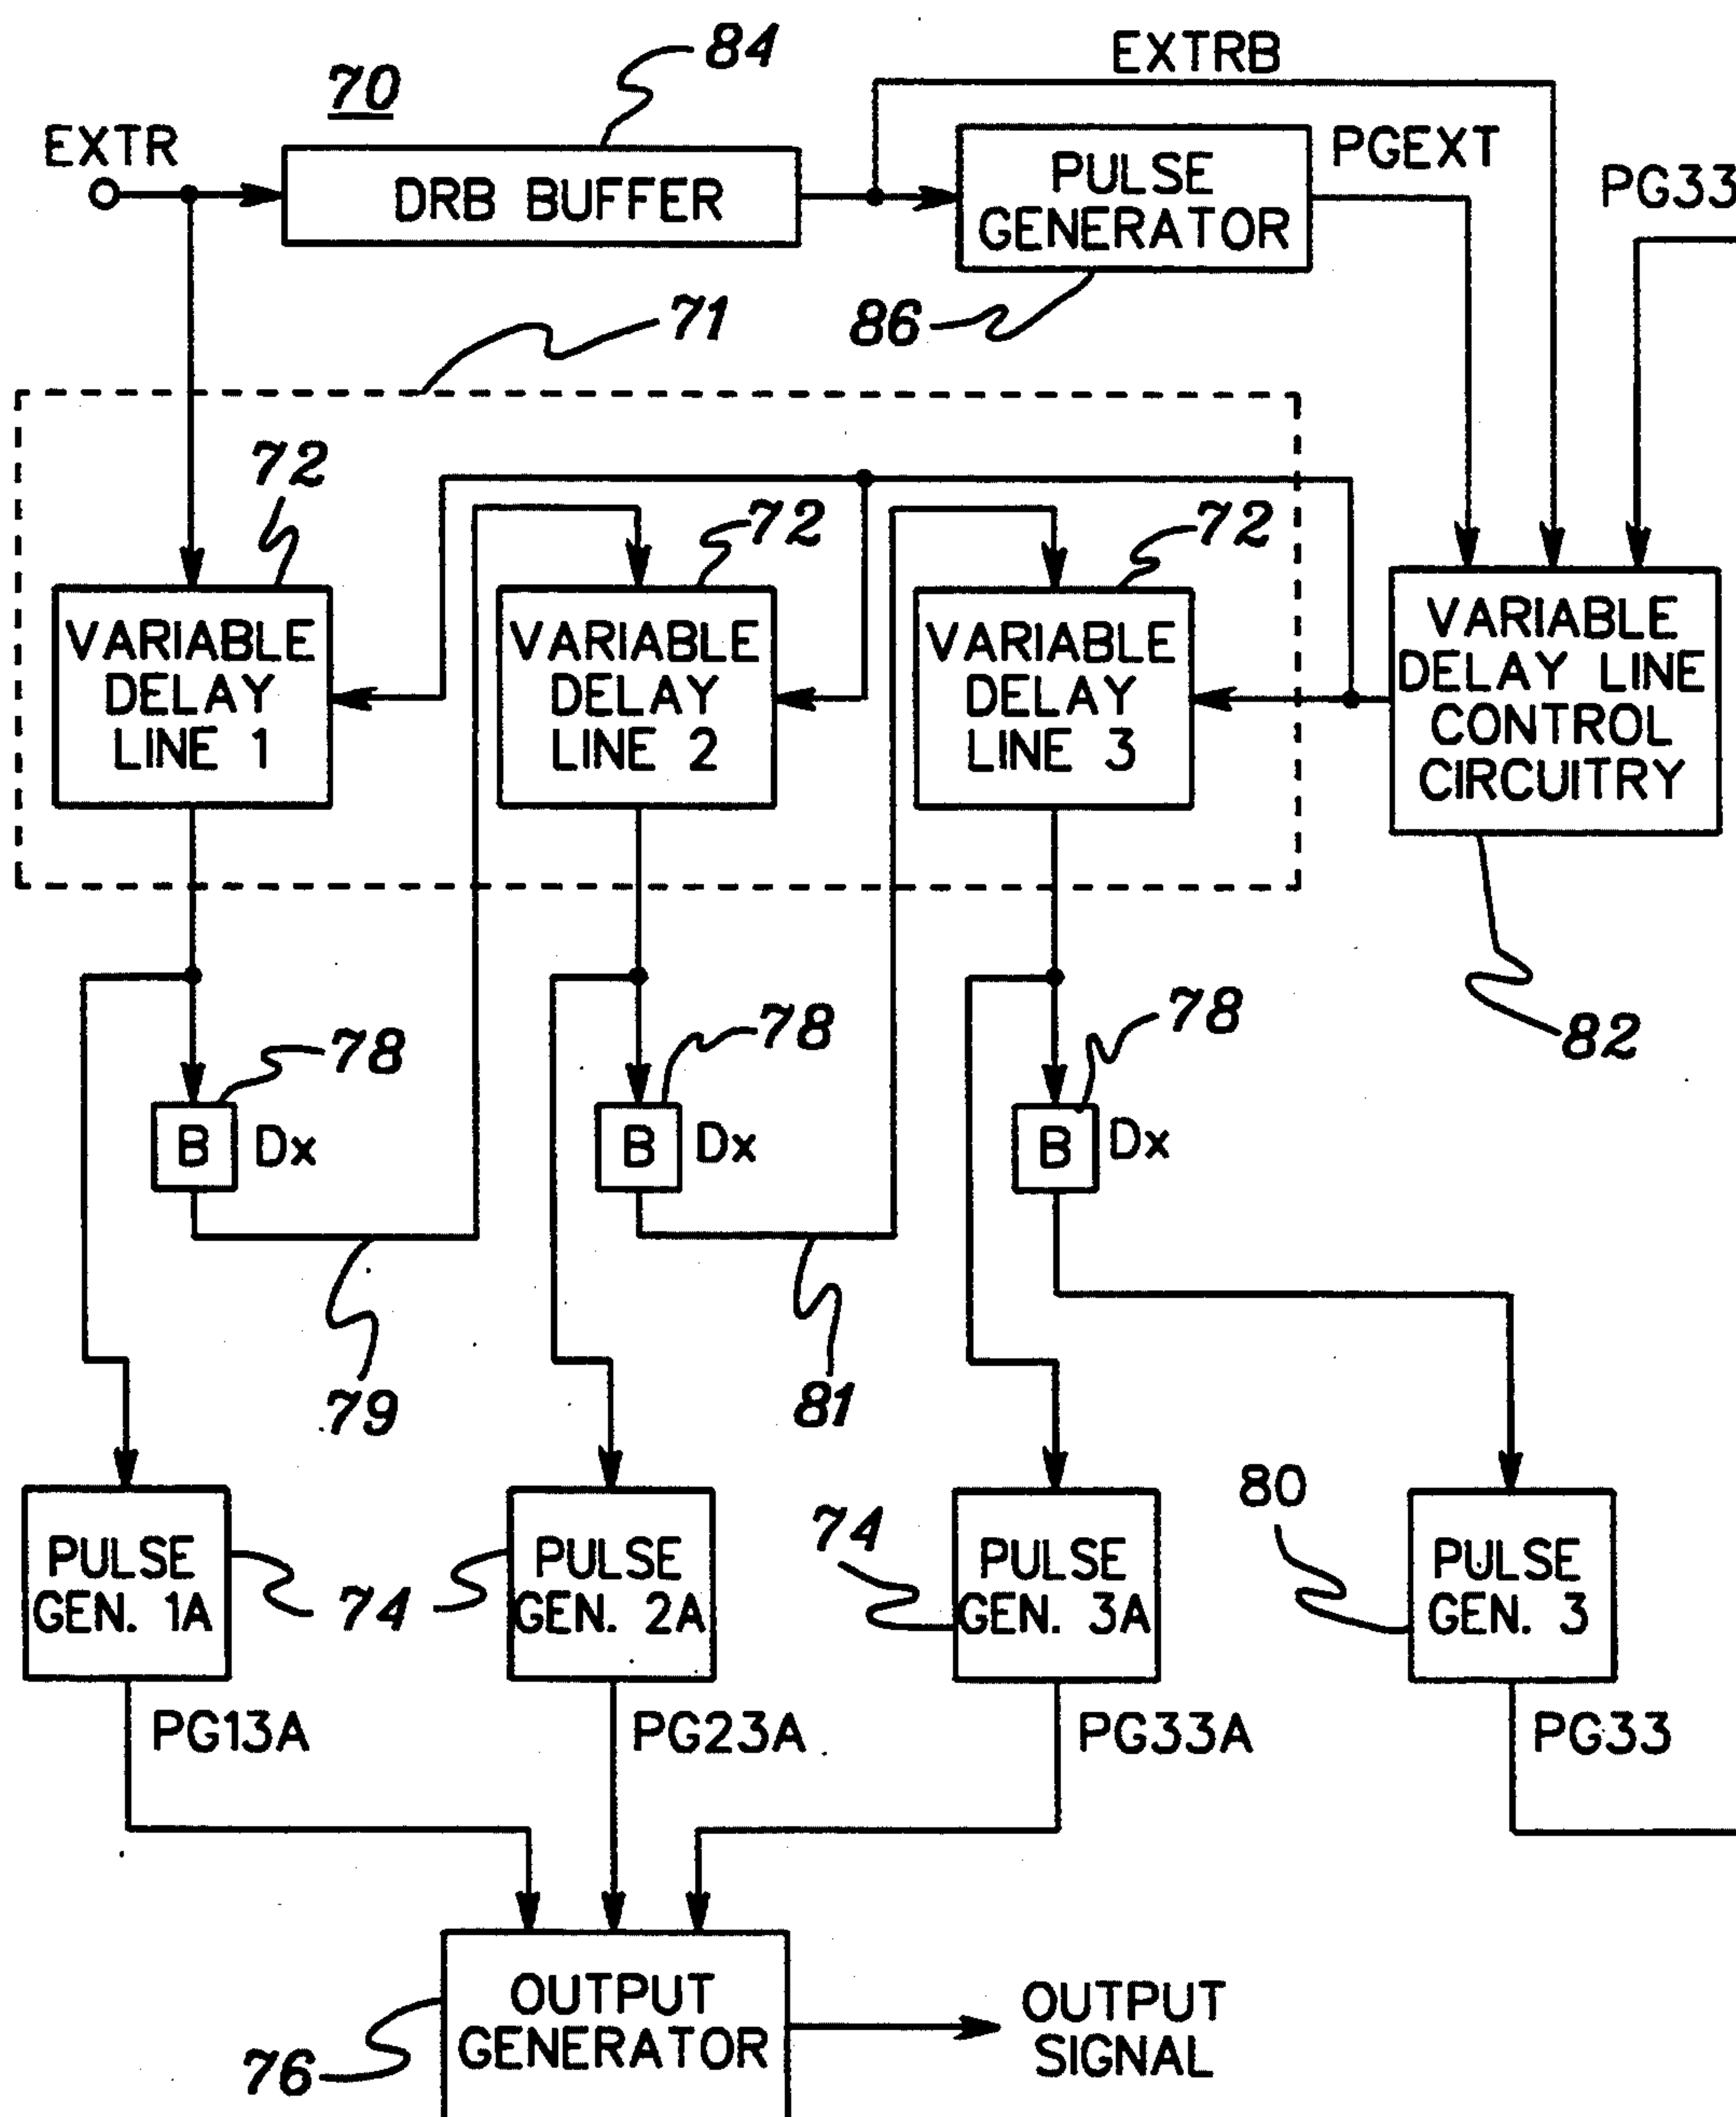 84
EXTRB
70
EXTR
DRB BUFFER
PULSE
GENERATOR
PGEXT
PG33
71
86
72
72
72
VARIABLE
DELAY
LINE 1
VARIABLE
DELAY
LINE 2
VARIABLE
DELAY
LINE 3
VARIABLE
DELAY LINE
CONTROL
CIRCUITRY
78
78
78
82
B
Dx
B
Dx
B
Dx
79
81
80
74
PULSE
GEN. 1A
74
PULSE
GEN. 2A
PULSE
GEN. 3A
PULSE
GEN. 3
PG13A
PG23A
PG33A
PG33
OUTPUT
GENERATOR
OUTPUT
SIGNAL
76